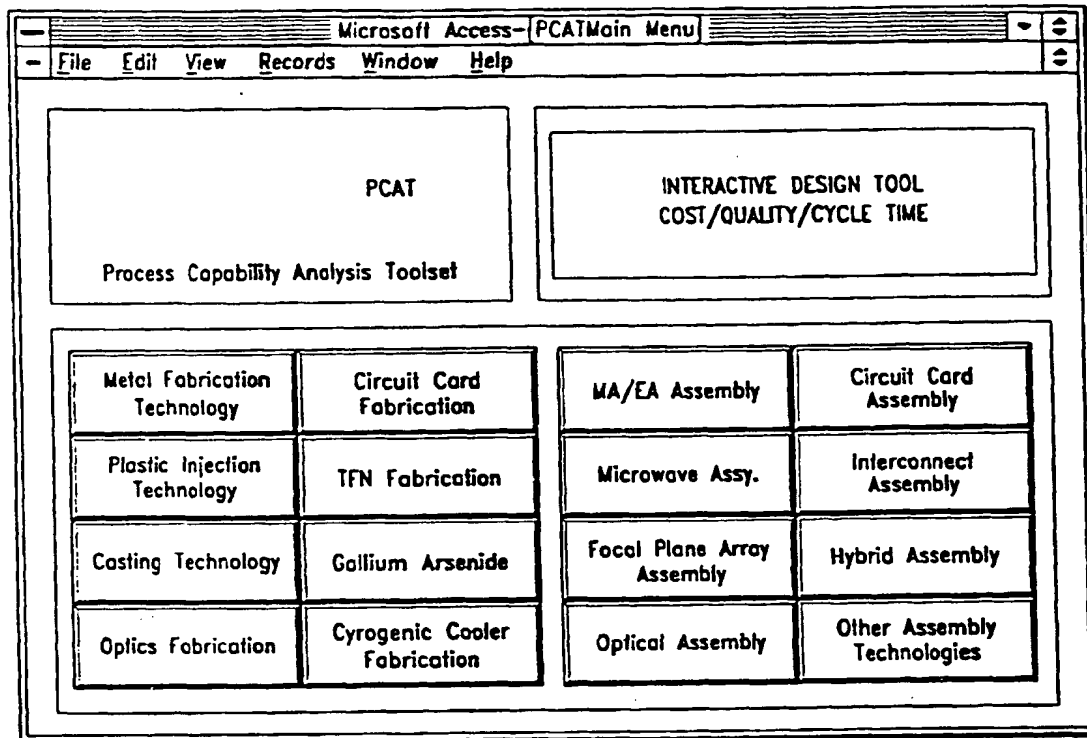 Microsoft Access-PCATMain Menu
File Edit View Records Window Help
PCAT
Process Capability Analysis Toolset
INTERACTIVE DESIGN TOOL
COST/QUALITY/CYCLE TIME
Metal Fabrication
Technology
Circuit Card
Fabrication
Plastic Injection
Technology
TFN Fabrication
Casting Technology
Gallium Arsenide
Optics Fabrication
Cyrogenic Cooler
Fabrication
MA/EA Assembly
Circuit Card
Assembly
Microwave Assy.
Interconnect
Assembly
Focal Plane Array
Assembly
Hybrid Assembly
Optical Assembly
Other Assembly
Technologies